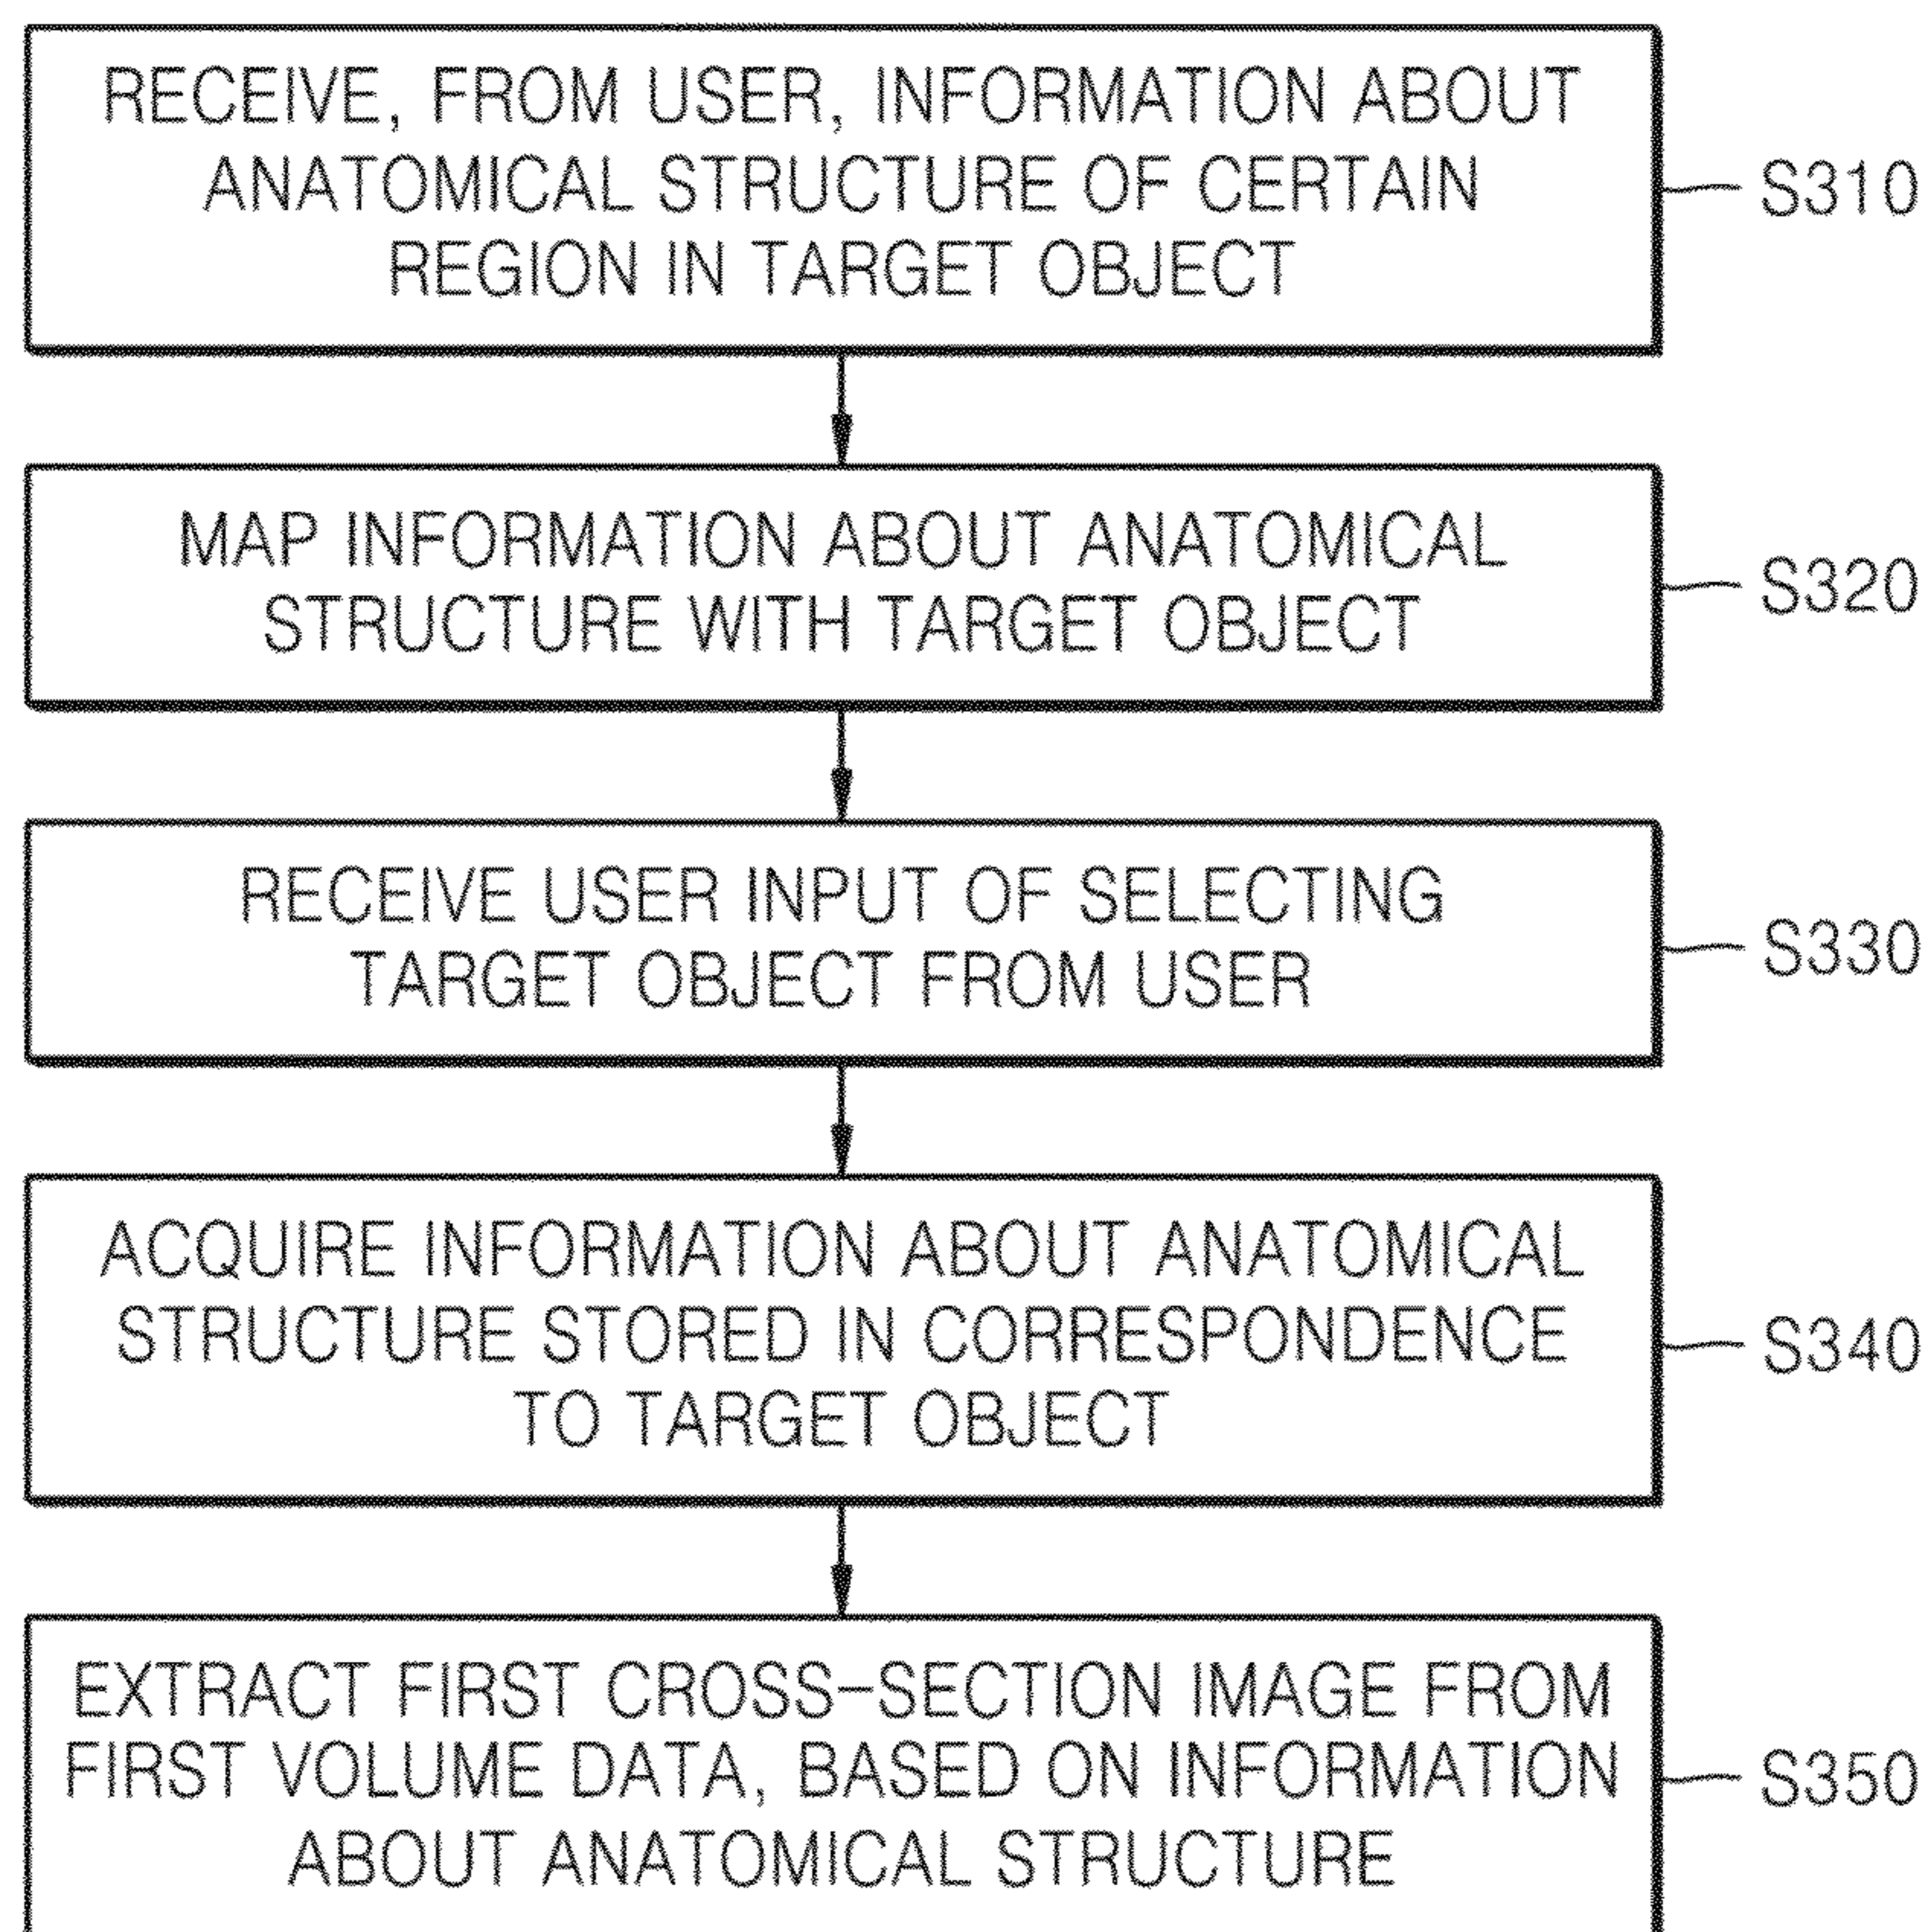 RECEIVE, FROM USER, INFORMATION ABOUT
ANATOMICAL STRUCTURE OF CERTAIN
REGION IN TARGET OBJECT
S310
MAP INFORMATION ABOUT ANATOMICAL
STRUCTURE WITH TARGET OBJECT
S320
RECEIVE USER INPUT OF SELECTING
TARGET OBJECT FROM USER
S330
ACQUIRE INFORMATION ABOUT ANATOMICAL
STRUCTURE STORED IN CORRESPONDENCE
TO TARGET OBJECT
S340
EXTRACT FIRST CROSS-SECTION IMAGE FROM
FIRST VOLUME DATA, BASED ON INFORMATION
ABOUT ANATOMICAL STRUCTURE
S350